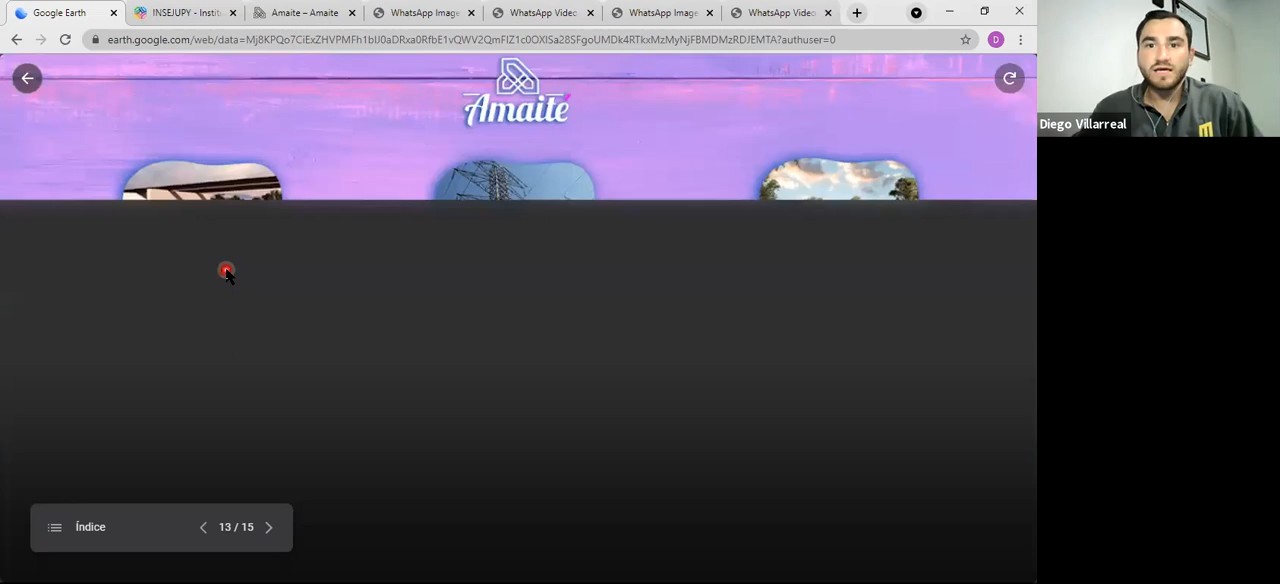 Google Earth
INSEJUPY - Instit
Amaite – Amaite
WhatsApp Image
WhatsApp Video
WhatsApp Image
WhatsApp Video
earth.google.com/web/data=Mj8KPQo7CiExZHVPMFh1blJ0aDRxa0RfbE1vQWV2QmFIZ1c0OXISa28SFgoUMDk4RTkxMzMyNjFBMDMzRDJEMTA?authuser=0
D
Amaite
Diego Villarreal
Índice
13 / 15